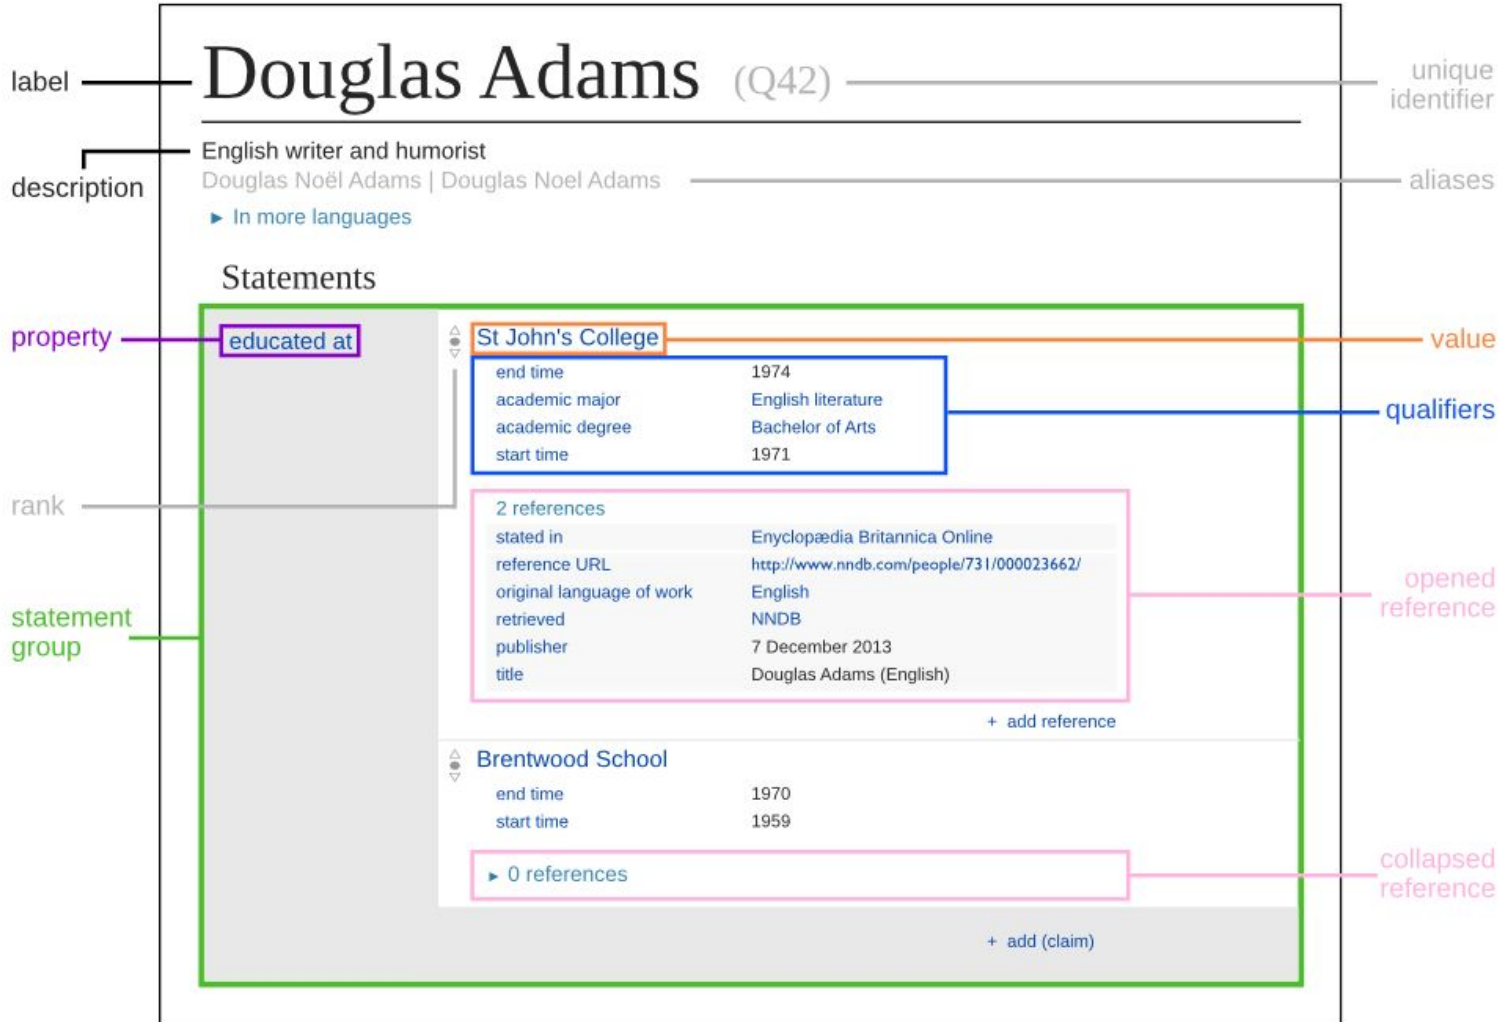 label
Douglas Adams (Q42)
unique
identifier
description
English writer and humorist
Douglas Noël Adams | Douglas Noel Adams
aliases
► In more languages
Statements
property
educated at
St John's College
value
end time 1974
academic major English literature
academic degree Bachelor of Arts
start time 1971
qualifiers
rank
2 references
stated in Enyclopædia Britannica Online
reference URL http://www.nndb.com/people/731/000023662/
original language of work English
retrieved NNDB
publisher 7 December 2013
title Douglas Adams (English)
opened
reference
statement
group
+ add reference
Brentwood School
end time 1970
start time 1959
► 0 references
collapsed
reference
+ add (claim)